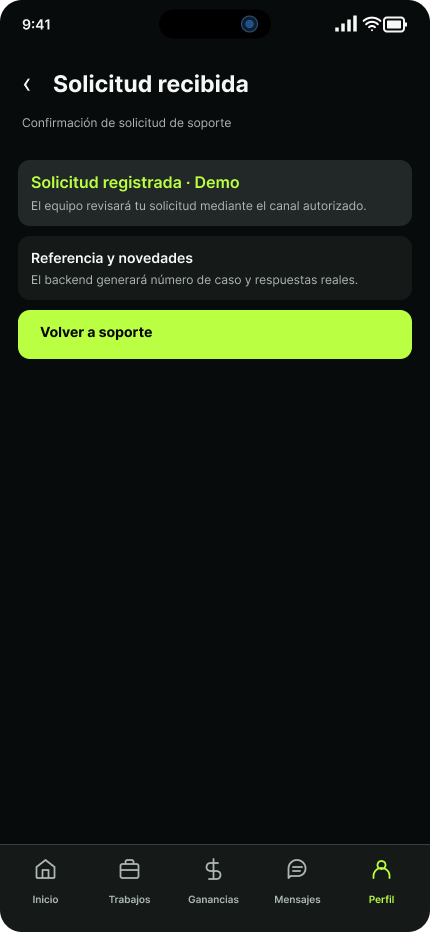 9:41
‹ Solicitud recibida
Confirmación de solicitud de soporte
Solicitud registrada · Demo
El equipo revisará tu solicitud mediante el canal autorizado.
Referencia y novedades
El backend generará número de caso y respuestas reales.
Volver a soporte
Inicio Trabajos Ganancias Mensajes Perfil